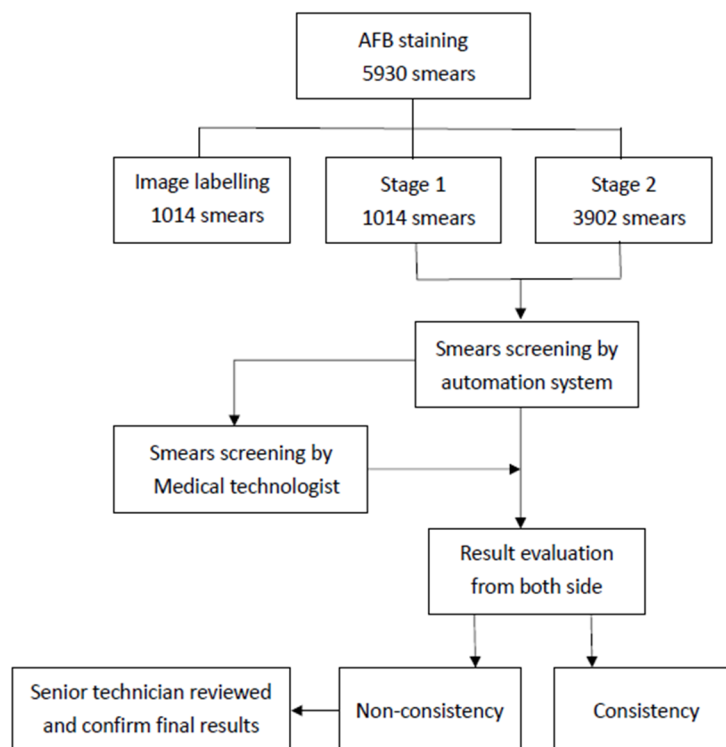 AFB staining
5930 smears
Image labelling
1014 smears
Stage 1
1014 smears
Stage 2
3902 smears
Smears screening by
automation system
Smears screening by
Medical technologist
Result evaluation
from both side
Senior technician reviewed
and confirm final results
Non-consistency
Consistency